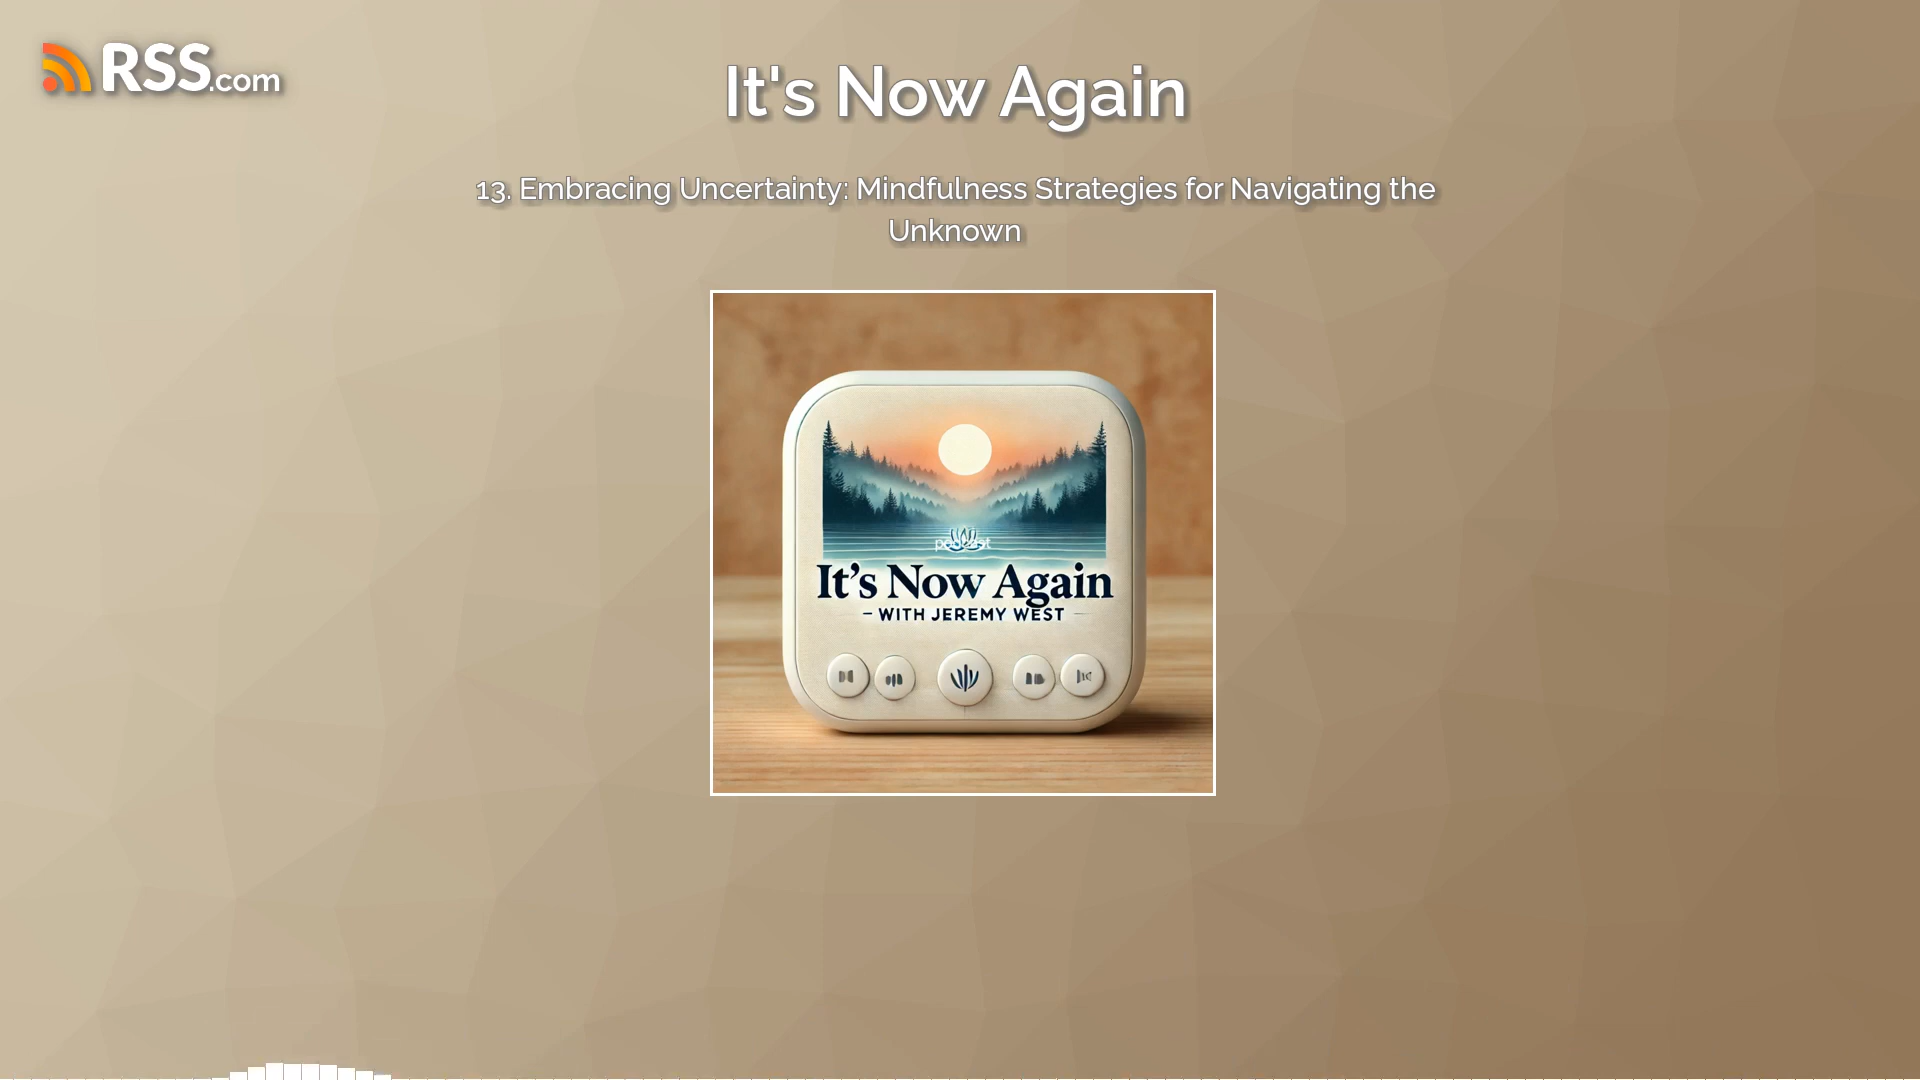 RSS.com
It's Now Again
13. Embracing Uncertainty: Mindfulness Strategies for Navigating the
Unknown
podcast
It's Now Again
- WITH JEREMY WEST